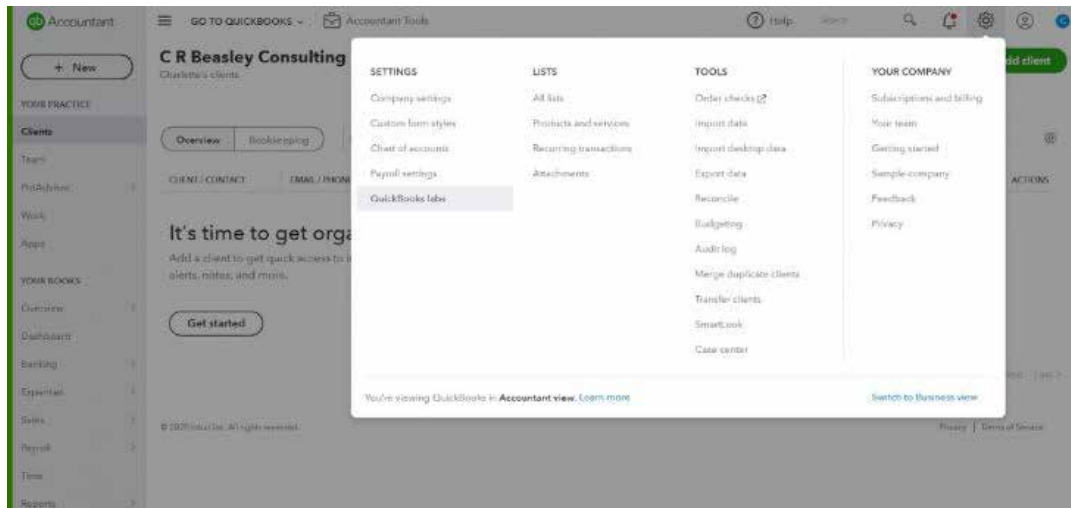 qb Accountant
GO TO QUICKBOOKS
Accountant Tools
Help
+ New
C R Beasley Consulting
Charlotte's clients
dd client
YOUR PRACTICE
Clients
Team
ProAdvisor
Work
Apps
YOUR BOOKS
Overview
Dashboard
Banking
Expenses
Sales
Payroll
Time
Reports
Overview
Bookkeeping
CLIENT / CONTACT
EMAIL / PHONE
ACTIONS
It's time to get orga
Add a client to get quick access to
alerts, notes, and more.
Get started
SETTINGS
Company settings
Custom form styles
Chart of accounts
Payroll settings
QuickBooks labs
LISTS
All lists
Products and services
Recurring transactions
Attachments
TOOLS
Order checks
Import data
Import desktop data
Export data
Reconcile
Budgeting
Audit log
Merge duplicate clients
Transfer clients
SmartLook
Case center
YOUR COMPANY
Subscriptions and billing
Your team
Getting started
Sample company
Feedback
Privacy
You're viewing QuickBooks in Accountant view. Learn more
Switch to Business view
© 2020 Intuit Inc. All rights reserved.
Privacy | Terms of Service